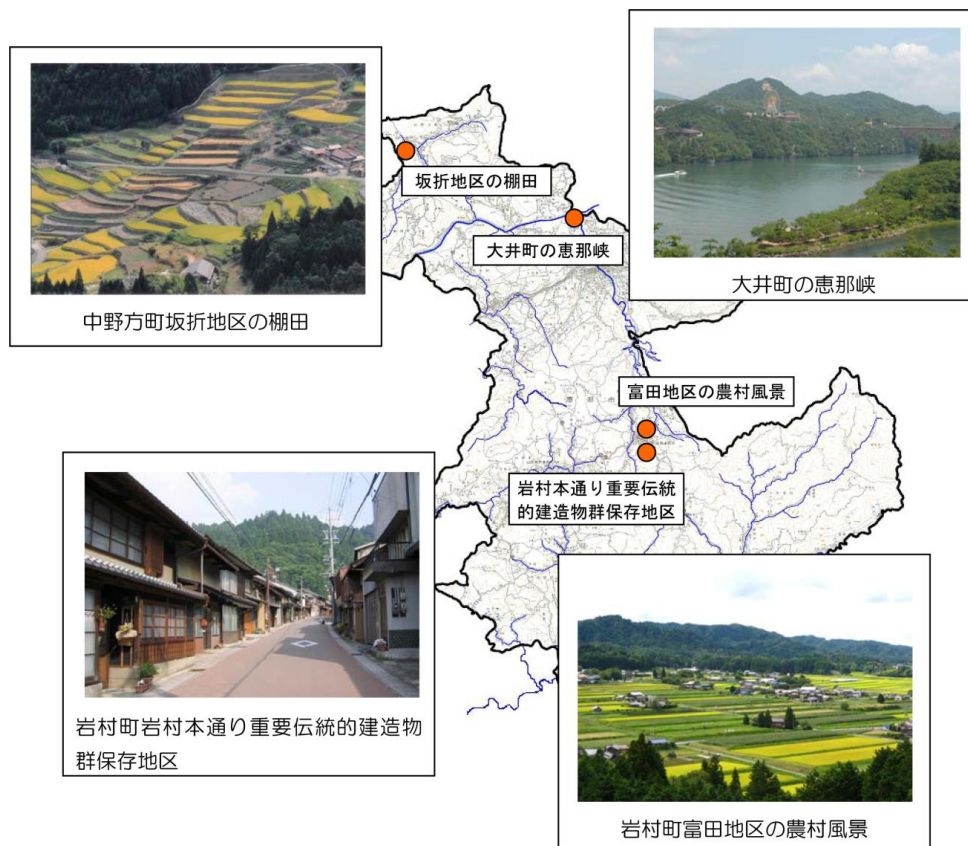 坂折地区の棚田
大井町の恵那峡
中野方町坂折地区の棚田
大井町の恵那峡
富田地区の農村風景
岩村本通り重要伝統
的建造物群保存地区
岩村町岩村本通り重要伝統的建造物
群保存地区
岩村町富田地区の農村風景